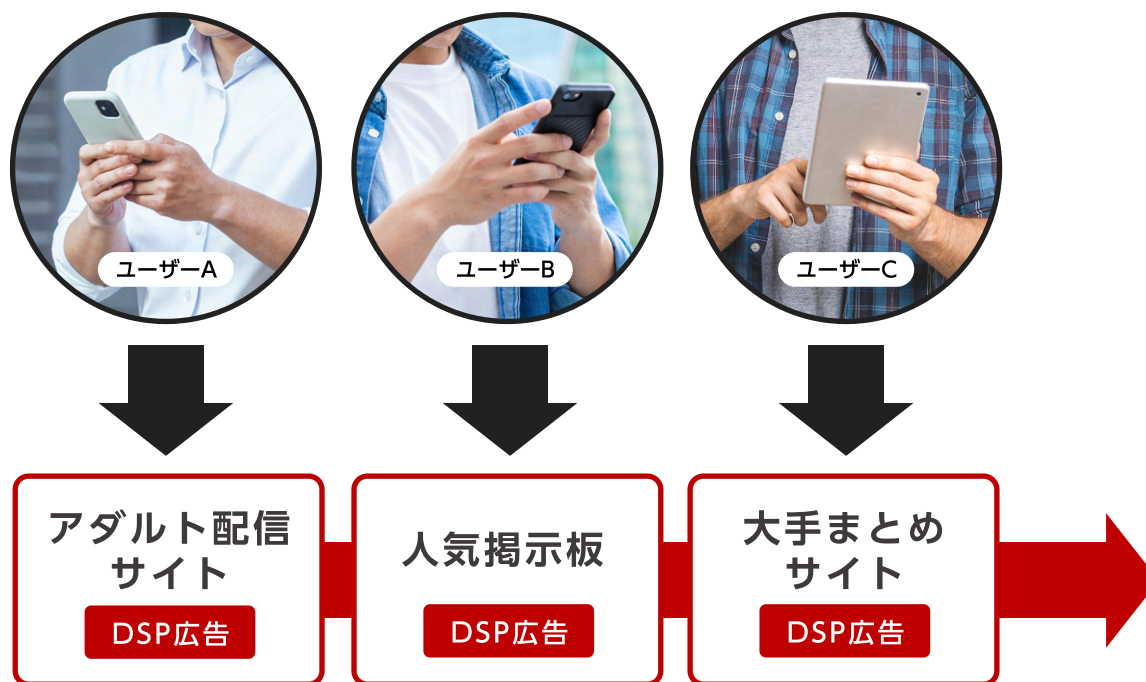 ユーザーA
ユーザーB
ユーザーC
アダルト配信
サイト
DSP広告
人気掲示板
DSP広告
大手まとめ
サイト
DSP広告